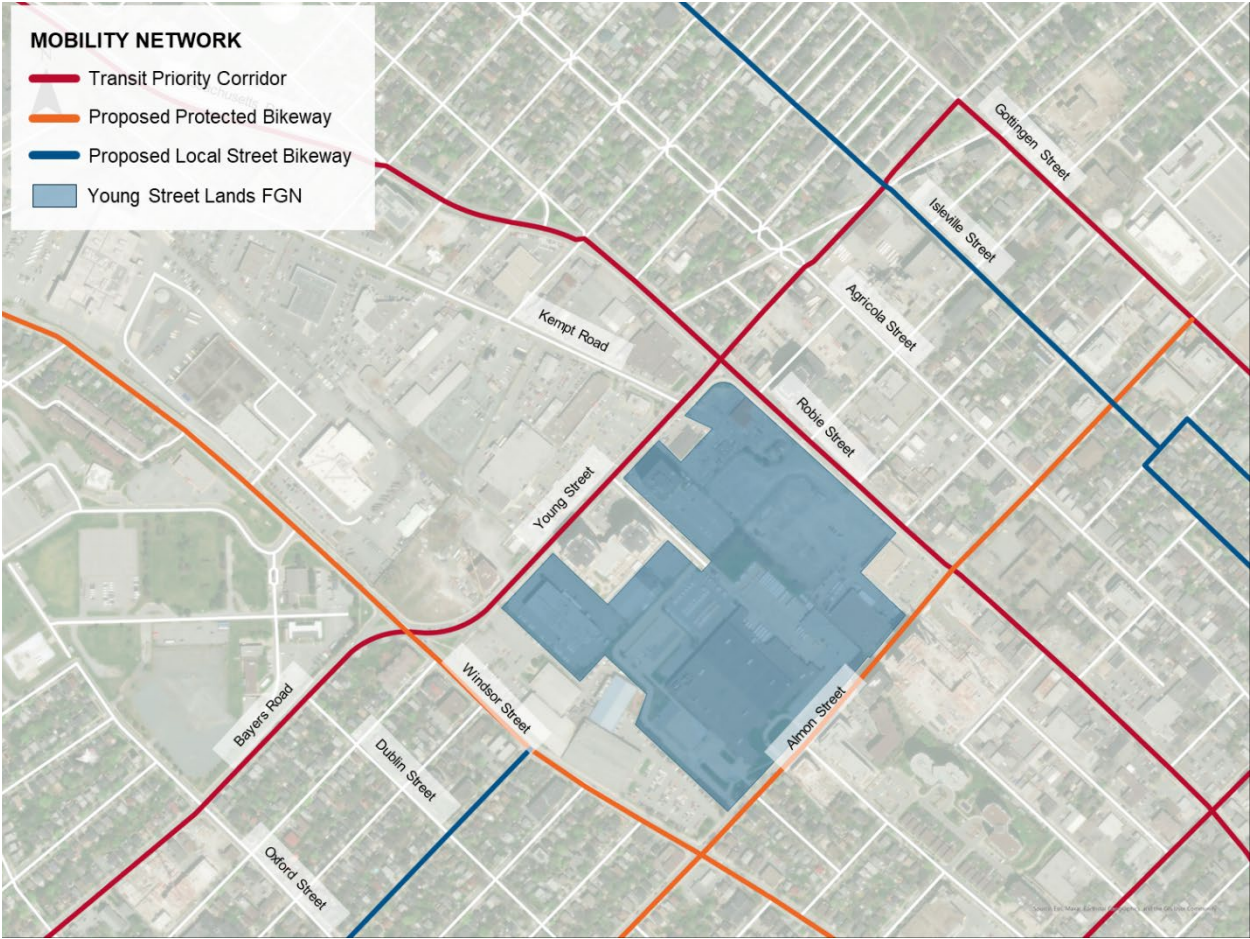 MOBILITY NETWORK
Transit Priority Corridor
Proposed Protected Bikeway
Proposed Local Street Bikeway
Young Street Lands FGN
Gottingen Street
Isleville Street
Agricola Street
Kempt Road
Robie Street
Young Street
Windsor Street
Almon Street
Bayers Road
Dublin Street
Oxford Street